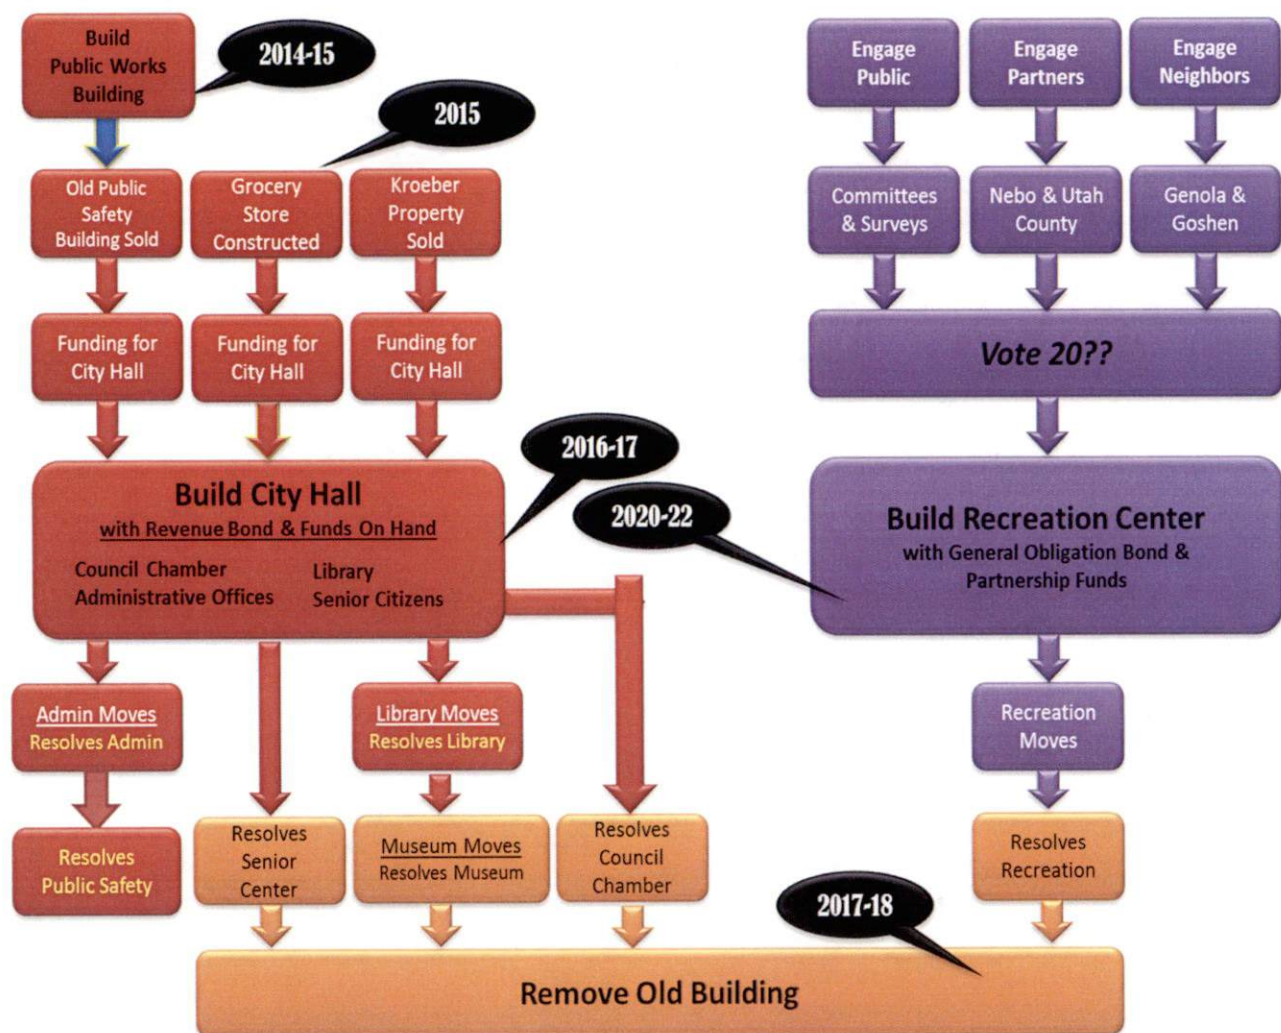 Build
Public Works
Building
2014-15
2015
Engage
Public
Engage
Partners
Engage
Neighbors
Old Public
Safety
Building Sold
Grocery
Store
Constructed
Kroeber
Property
Sold
Committees
& Surveys
Nebo & Utah
County
Genola &
Goshen
Funding for
City Hall
Funding for
City Hall
Funding for
City Hall
Vote 20??
Build City Hall
with Revenue Bond & Funds On Hand
Council Chamber
Administrative Offices
Library
Senior Citizens
2016-17
2020-22
Build Recreation Center
with General Obligation Bond &
Partnership Funds
Admin Moves
Resolves Admin
Library Moves
Resolves Library
Recreation
Moves
Resolves
Public Safety
Resolves
Senior
Center
Museum Moves
Resolves Museum
Resolves
Council
Chamber
Resolves
Recreation
2017-18
Remove Old Building